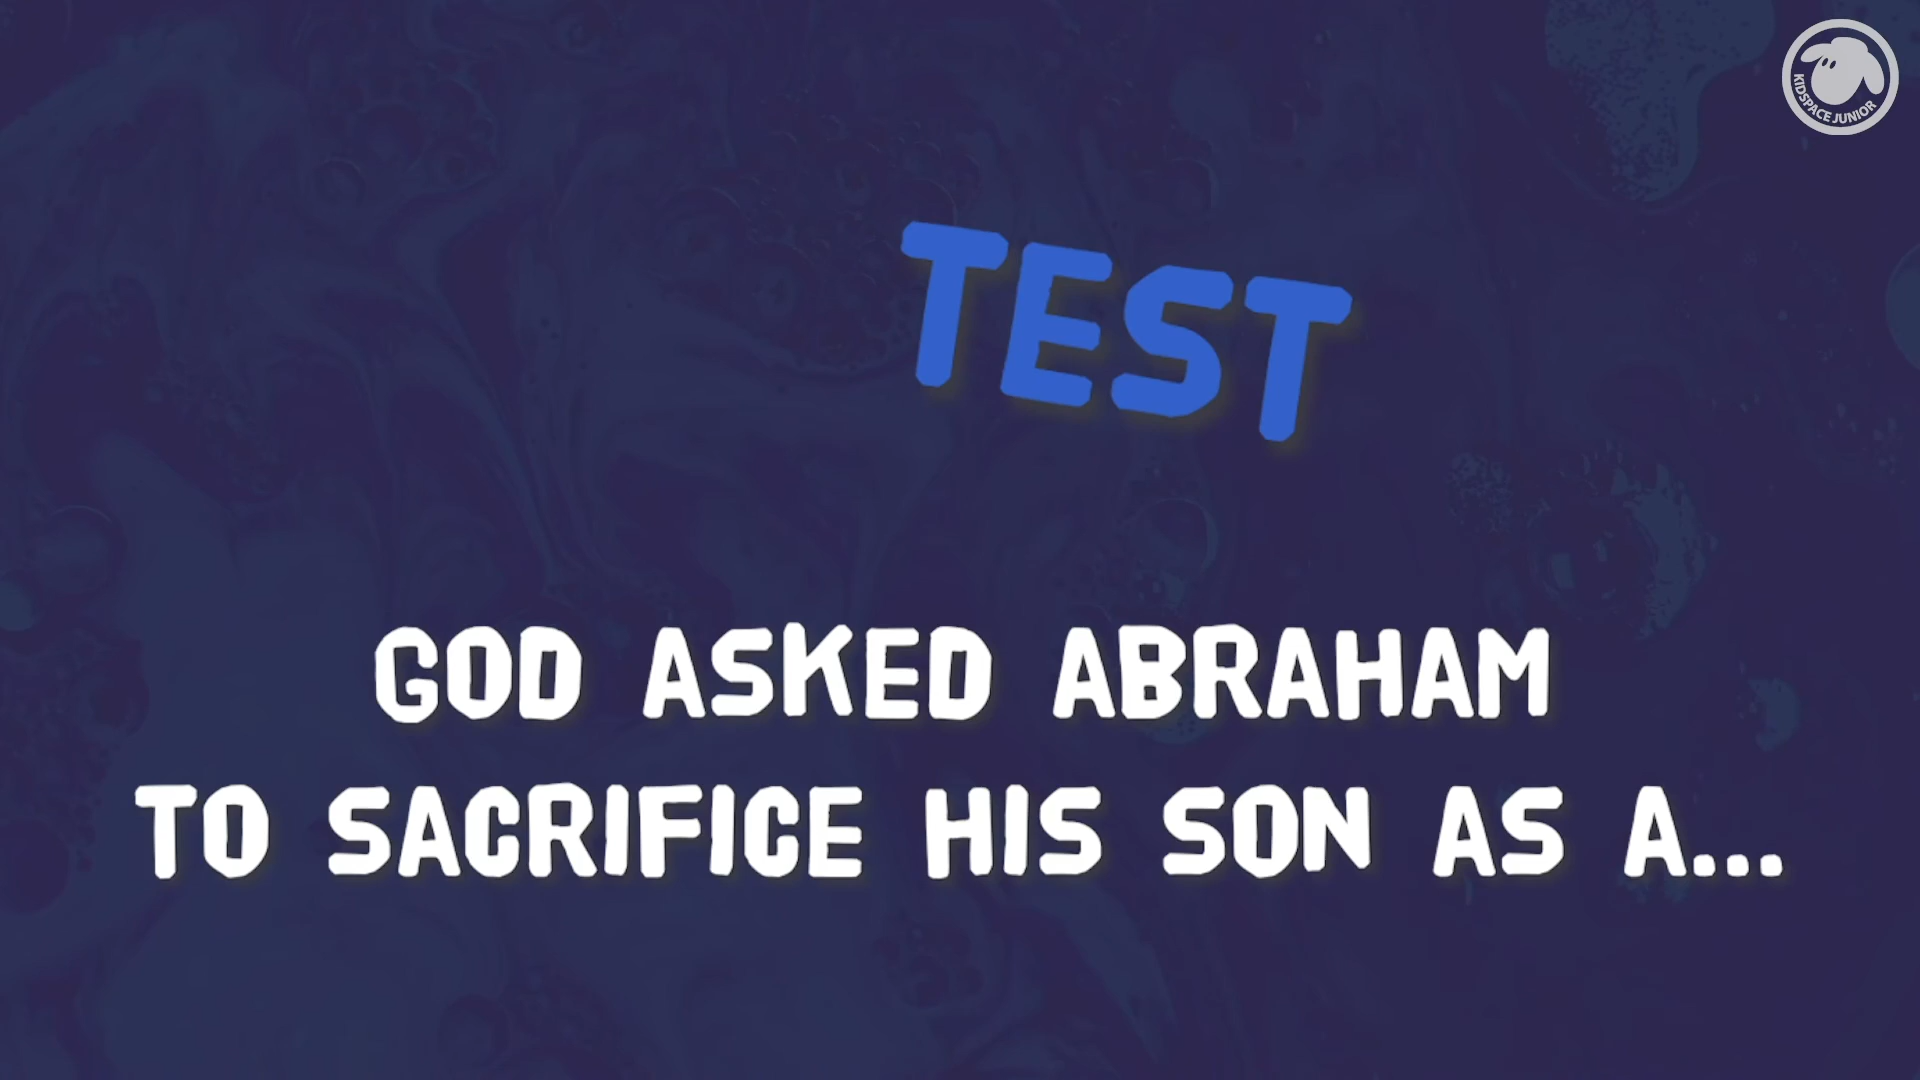 KIDSPACE JUNIOR
TEST
GOD ASKED ABRAHAM
TO SACRIFICE HIS SON AS A...